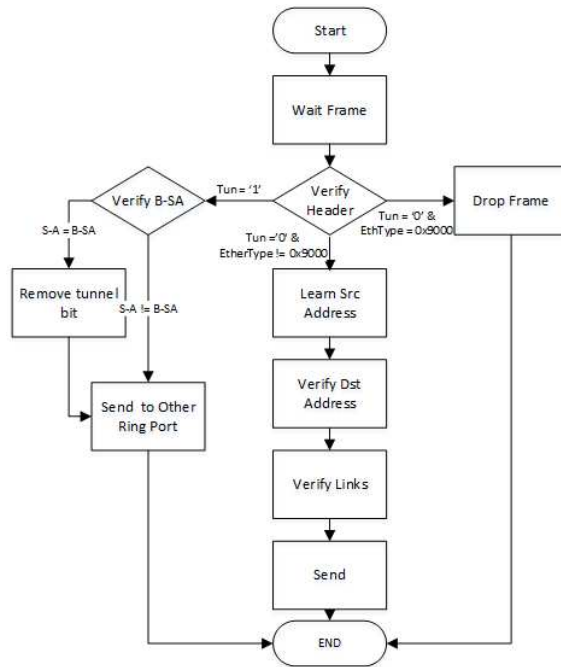 Start
Wait Frame
Verify B-SA
Tun = '1'
Verify
Header
Drop Frame
Tun = '0' &
EthType = 0x9000
S-A = B-SA
Tun ='0' &
EtherType != 0x9000
Remove tunnel
bit
S-A != B-SA
Learn Src
Address
Verify Dst
Address
Send to Other
Ring Port
Verify Links
Send
END